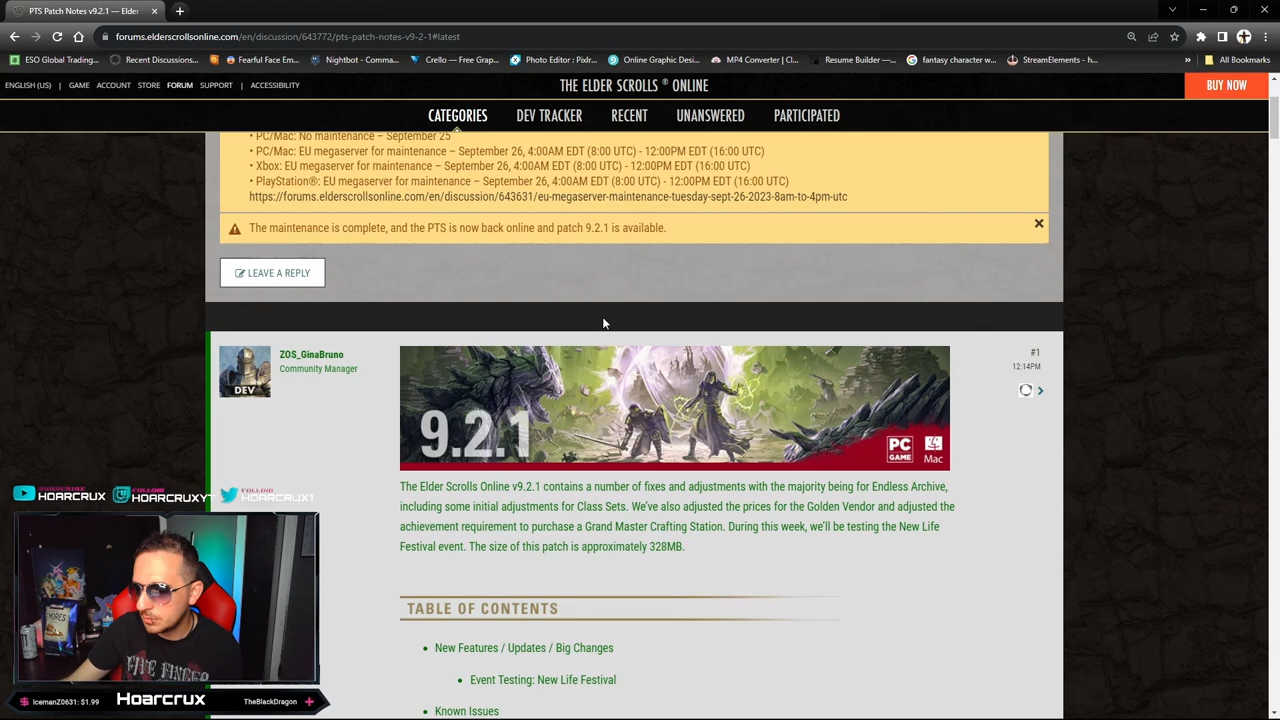 PTS Patch Notes v9.2.1 — Elder
forums.elderscrollsonline.com/en/discussion/643772/pts-patch-notes-v9-2-1#latest
ESO Global Trading...
Recent Discussions...
Fearful Face Em...
Nightbot - Comma...
Crello — Free Grap...
Photo Editor : Pixlr...
Online Graphic Desi...
MP4 Converter | Cl...
Resume Builder —...
fantasy character w...
StreamElements - h...
»
All Bookmarks
ENGLISH (US) | GAME ACCOUNT STORE FORUM SUPPORT | ACCESSIBILITY
THE ELDER SCROLLS ® ONLINE
BUY NOW
CATEGORIES DEV TRACKER RECENT UNANSWERED PARTICIPATED
• PC/Mac: No maintenance – September 25
• PC/Mac: EU megaserver for maintenance – September 26, 4:00AM EDT (8:00 UTC) - 12:00PM EDT (16:00 UTC)
• Xbox: EU megaserver for maintenance – September 26, 4:00AM EDT (8:00 UTC) - 12:00PM EDT (16:00 UTC)
• PlayStation®: EU megaserver for maintenance – September 26, 4:00AM EDT (8:00 UTC) - 12:00PM EDT (16:00 UTC)
https://forums.elderscrollsonline.com/en/discussion/643631/eu-megaserver-maintenance-tuesday-sept-26-2023-8am-to-4pm-utc
The maintenance is complete, and the PTS is now back online and patch 9.2.1 is available.
LEAVE A REPLY
ZOS_GinaBruno
Community Manager
DEV
#1
12:14PM
9.2.1
PC GAME
Mac
The Elder Scrolls Online v9.2.1 contains a number of fixes and adjustments with the majority being for Endless Archive,
including some initial adjustments for Class Sets. We've also adjusted the prices for the Golden Vendor and adjusted the
achievement requirement to purchase a Grand Master Crafting Station. During this week, we'll be testing the New Life
Festival event. The size of this patch is approximately 328MB.
TABLE OF CONTENTS
• New Features / Updates / Big Changes
• Event Testing: New Life Festival
• Known Issues
SUBSCRIBE
HOARCRUX
FOLLOW
HOARCRUXYT
FOLLOW
HOARCRUX1
FIVE FINGER
IcemanZ0631: $1.99
Hoarcrux
TheBlackDragon